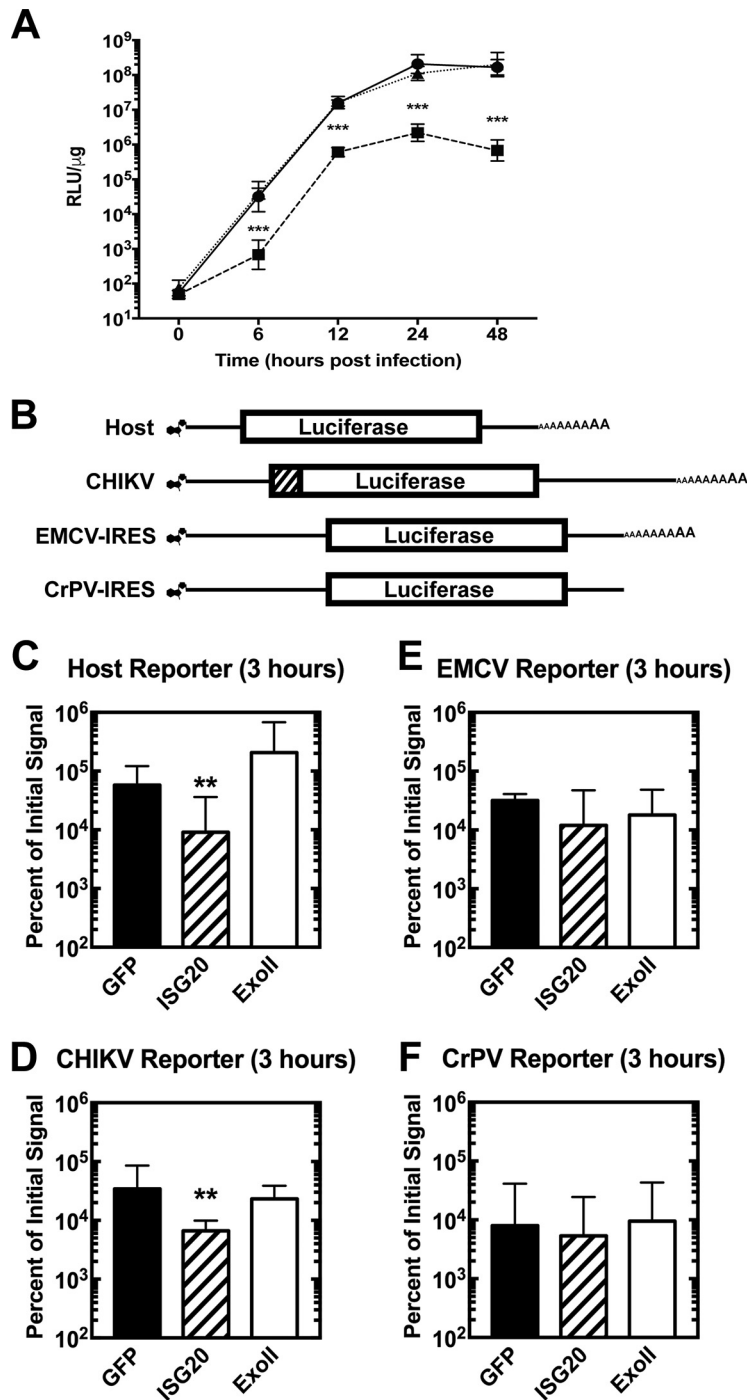 A
RLU/μg
10⁹
10⁸
10⁷
10⁶
10⁵
10⁴
10³
10²
10¹
***
***
***
***
0 6 12 24 48
Time (hours post infection)
B
Host Luciferase AAAAAAAAA
CHIKV Luciferase AAAAAAAAA
EMCV-IRES Luciferase AAAAAAAAA
CrPV-IRES Luciferase
C Host Reporter (3 hours)
Percent of Initial Signal
10⁶
10⁵
10⁴
10³
10²
**
GFP ISG20 ExoII
E EMCV Reporter (3 hours)
Percent of Initial Signal
10⁶
10⁵
10⁴
10³
10²
GFP ISG20 ExoII
D CHIKV Reporter (3 hours)
Percent of Initial Signal
10⁶
10⁵
10⁴
10³
10²
**
GFP ISG20 ExoII
F CrPV Reporter (3 hours)
Percent of Initial Signal
10⁶
10⁵
10⁴
10³
10²
GFP ISG20 ExoII